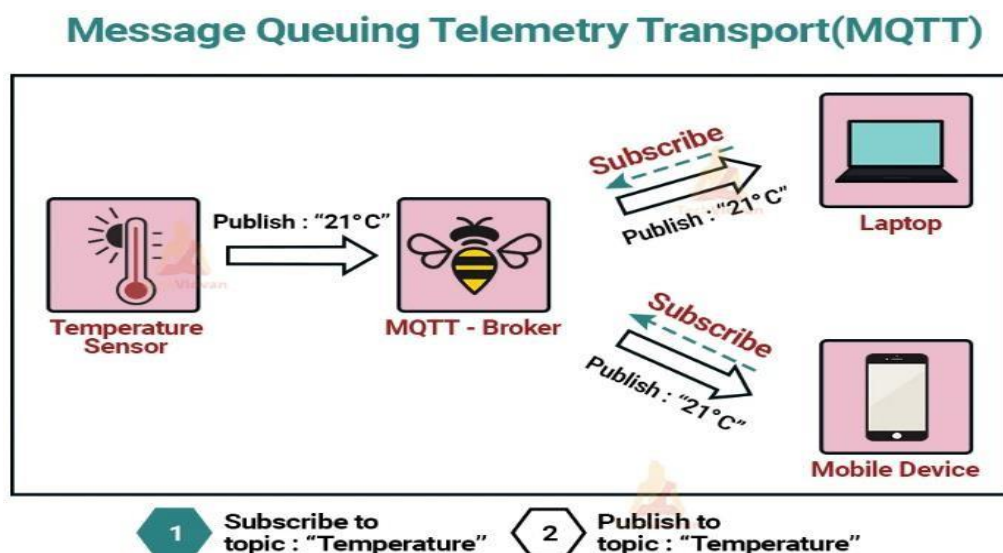 Message Queuing Telemetry Transport(MQTT)
Subscribe
Publish : “21°C”
Laptop
Publish : “21°C”
Temperature
Sensor
MQTT - Broker
Subscribe
Publish : “21°C”
Mobile Device
1
Subscribe to
topic : “Temperature”
2
Publish to
topic : “Temperature”